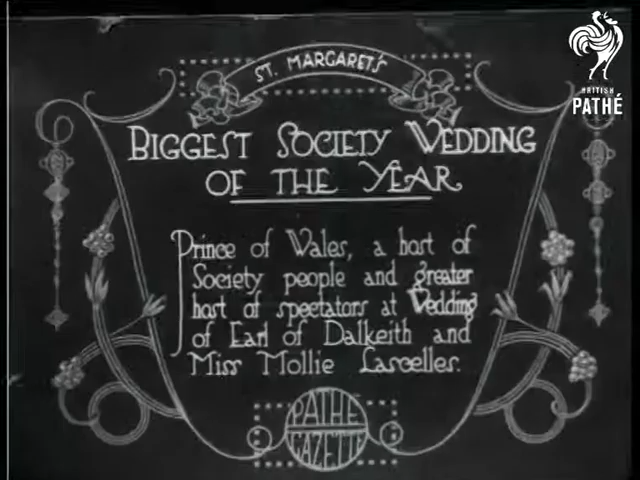 BRITISH
PATHÉ
ST. MARGARET'S
BIGGEST SOCIETY WEDDING
OF THE YEAR
Prince of Wales, a host of
Society people and greater
host of spectators at Wedding
of Earl of Dalkeith and
Miss Mollie Lascelles.
PATHE
GAZETTE